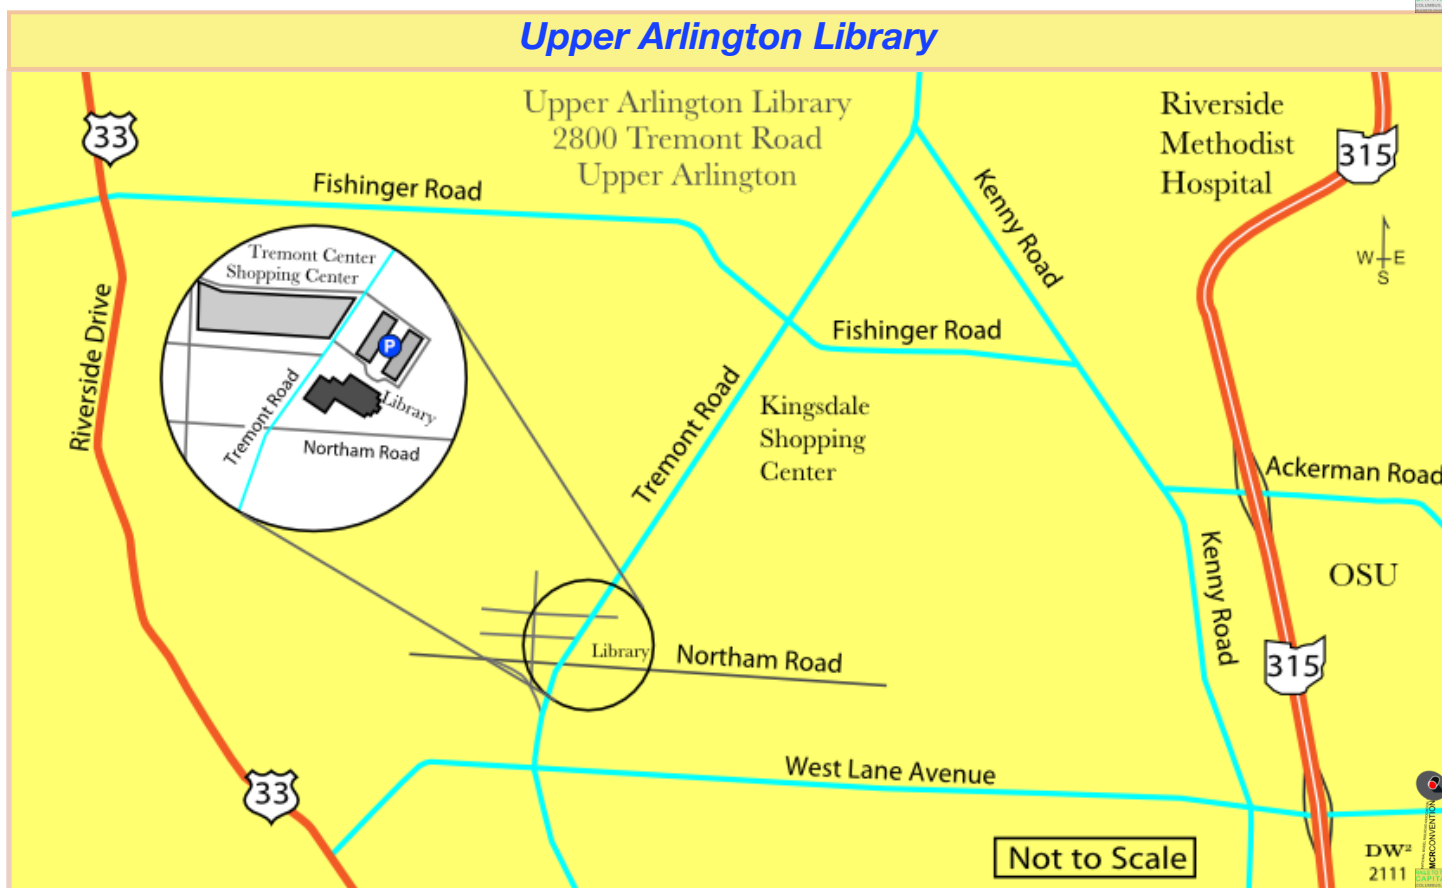 Upper Arlington Library
Upper Arlington Library
2800 Tremont Road
Upper Arlington
Riverside
Methodist
Hospital
33
315
Fishinger Road
Kenny Road
W E
S
Tremont Center
Shopping Center
P
Library
Tremont Road
Northam Road
Riverside Drive
Fishinger Road
Tremont Road
Kingsdale
Shopping
Center
Ackerman Road
Kenny Road
OSU
Library
Northam Road
315
West Lane Avenue
33
Not to Scale
DW²
2111
MCRCONVENTION